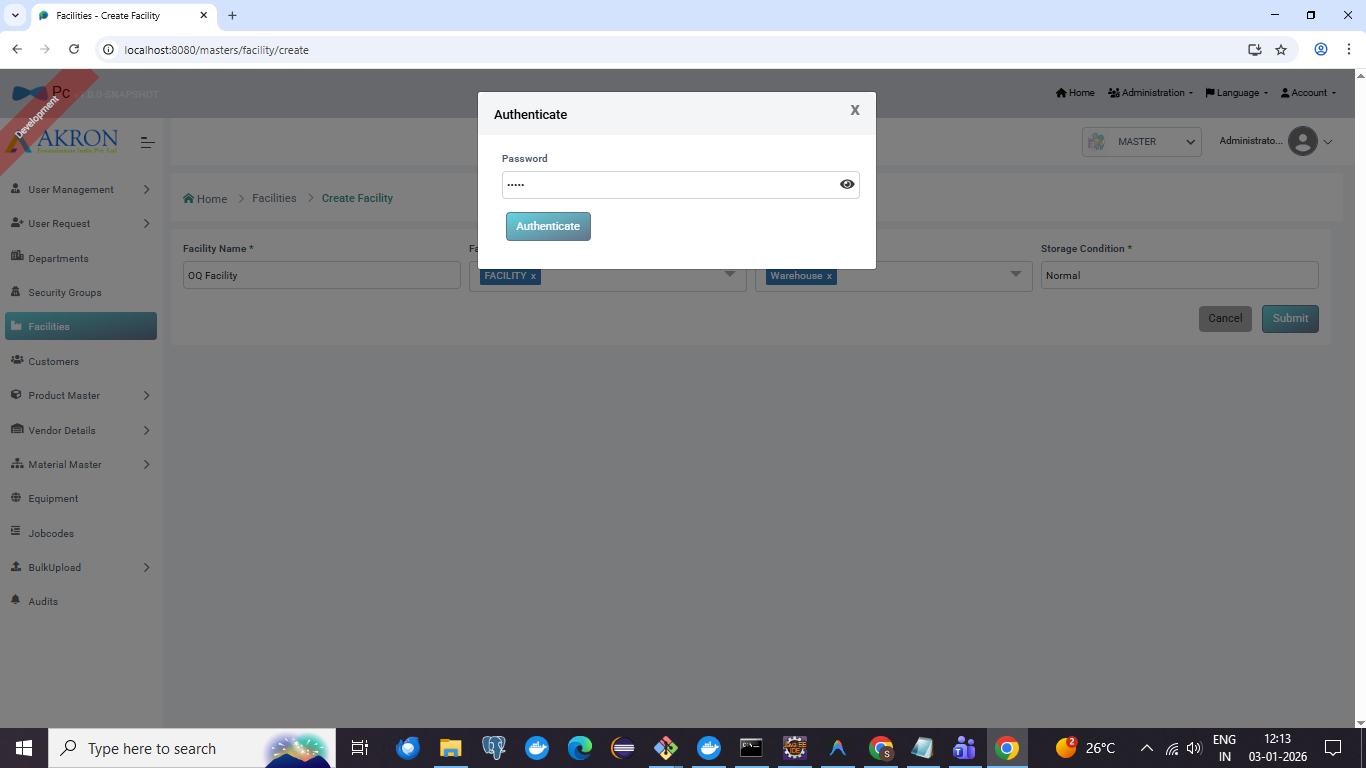 Facilities - Create Facility
localhost:8080/masters/facility/create
Development
Pc
Home
Administration
Language
Account
AKRON
MASTER
Administrato...
User Management
User Request
Departments
Security Groups
Facilities
Customers
Product Master
Vendor Details
Material Master
Equipment
Jobcodes
BulkUpload
Audits
Home > Facilities > Create Facility
Authenticate
X
Password
•••••
Authenticate
Facility Name *
OQ Facility
FACILITY x
Warehouse x
Storage Condition *
Normal
Cancel
Submit
Type here to search
2
26°C
ENG
IN
12:13
03-01-2026